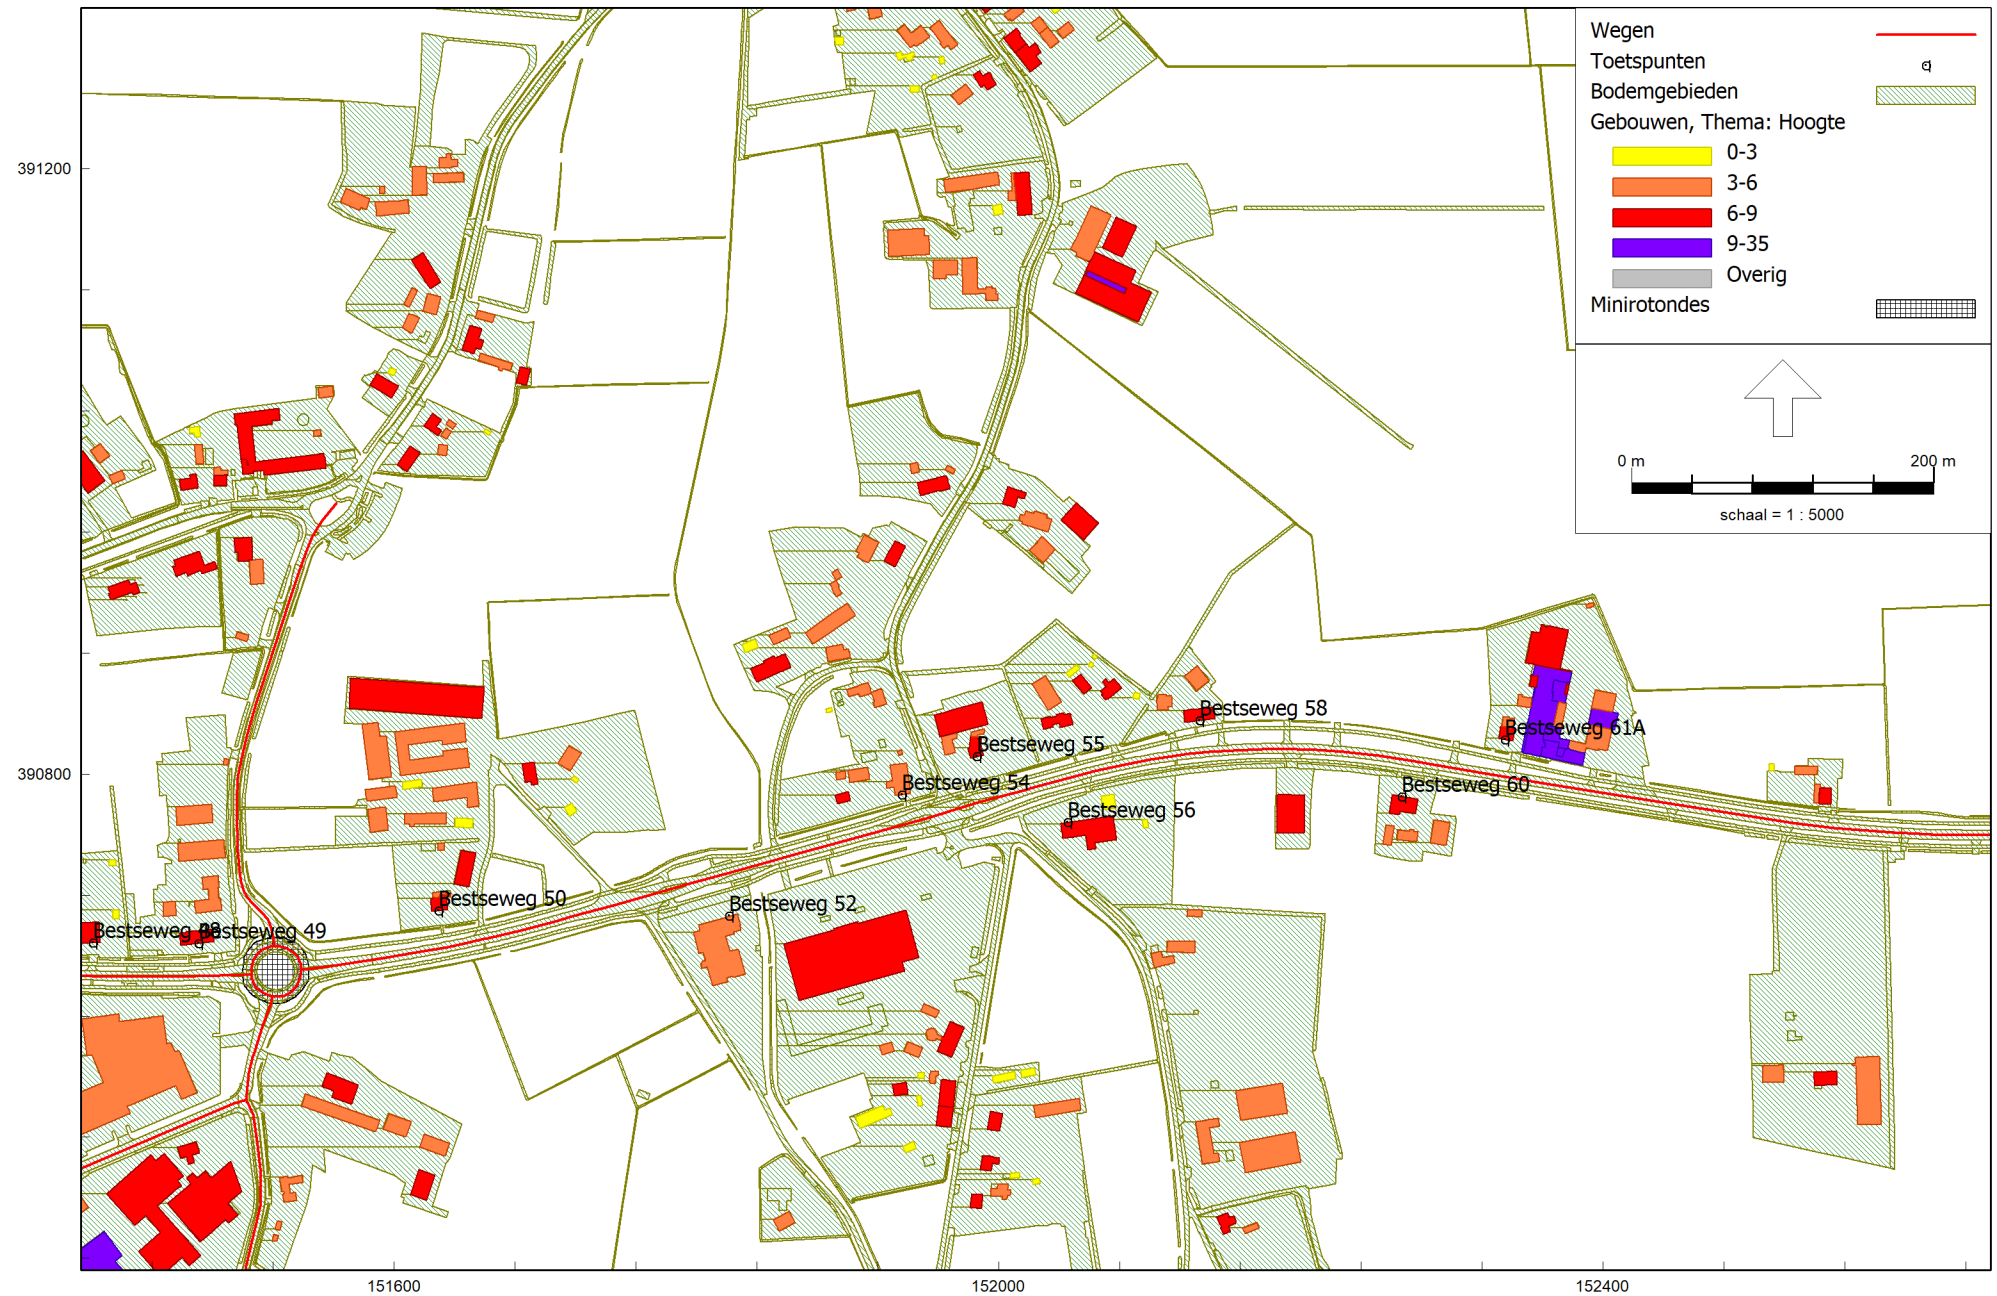 Wegen
Toetspunten
Bodemgebieden
Gebouwen, Thema: Hoogte
0-3
3-6
6-9
9-35
Overig
Minirotondes
0 m
200 m
schaal = 1 : 5000
391200
390800
Bestseweg 58
Bestseweg 61A
Bestseweg 55
Bestseweg 54
Bestseweg 60
Bestseweg 56
Bestseweg 50
Bestseweg 52
Bestseweg 48
Bestseweg 49
151600
152000
152400